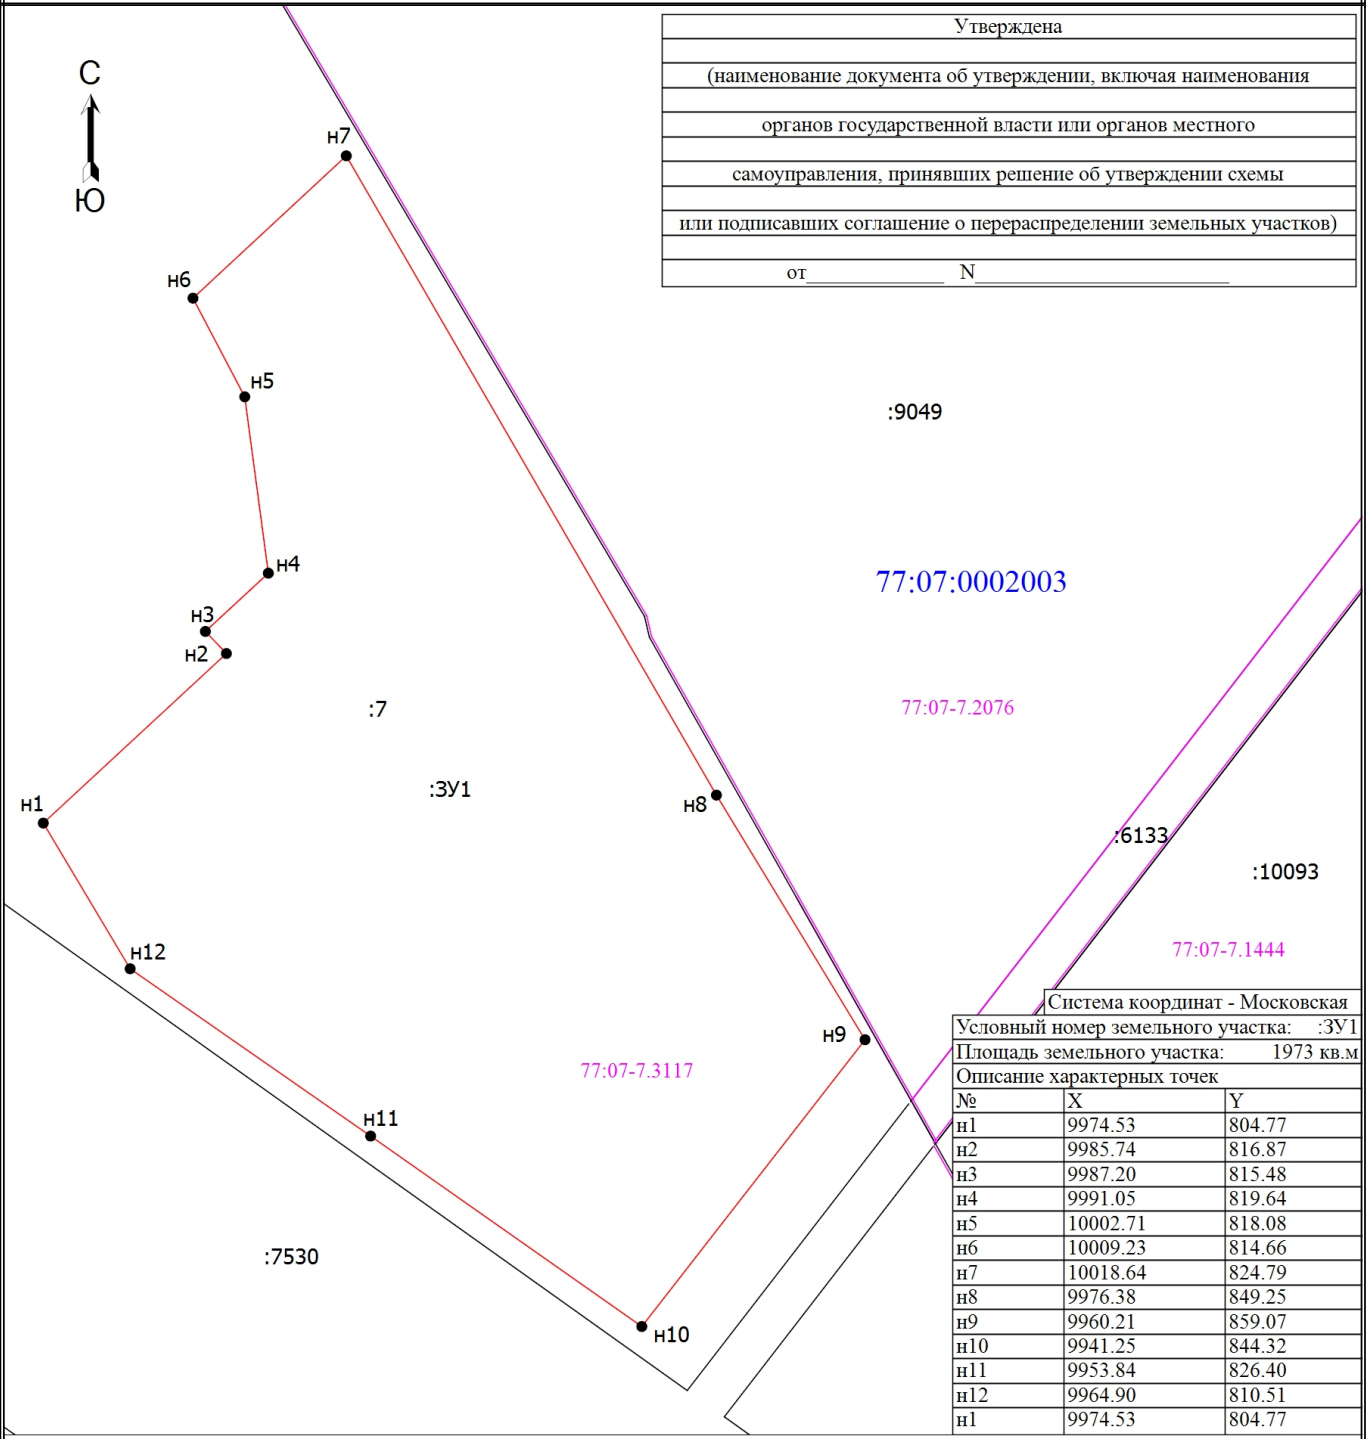 Утверждена
(наименование документа об утверждении, включая наименования
органов государственной власти или органов местного
самоуправления, принявших решение об утверждении схемы
или подписавших соглашение о перераспределении земельных участков)
от_____________ N________________________
С
Ю
н7
н6
н5
:9049
н4
77:07:0002003
н3
н2
:7
77:07-7.2076
:ЗУ1
н1
н8
:6133
:10093
н12
77:07-7.1444
н9
77:07-7.3117
н11
:7530
н10
Система координат - Московская
Условный номер земельного участка: :ЗУ1
Площадь земельного участка: 1973 кв.м
Описание характерных точек
№ X Y
н1 9974.53 804.77
н2 9985.74 816.87
н3 9987.20 815.48
н4 9991.05 819.64
н5 10002.71 818.08
н6 10009.23 814.66
н7 10018.64 824.79
н8 9976.38 849.25
н9 9960.21 859.07
н10 9941.25 844.32
н11 9953.84 826.40
н12 9964.90 810.51
н1 9974.53 804.77